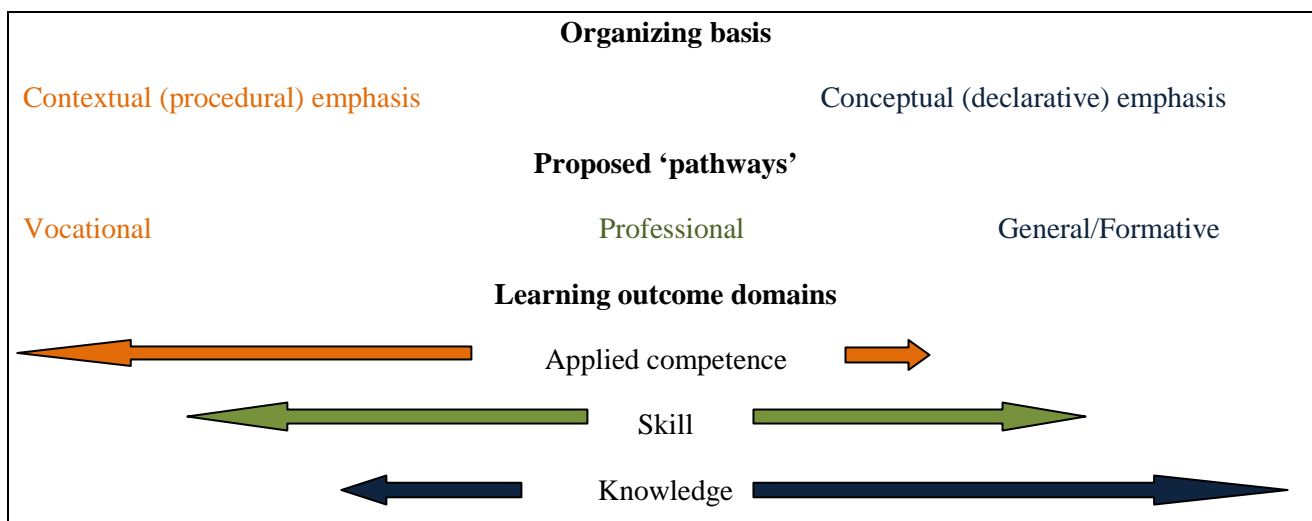 Organizing basis
Contextual (procedural) emphasis Conceptual (declarative) emphasis
Proposed ‘pathways’
Vocational Professional General/Formative
Learning outcome domains
Applied competence
Skill
Knowledge